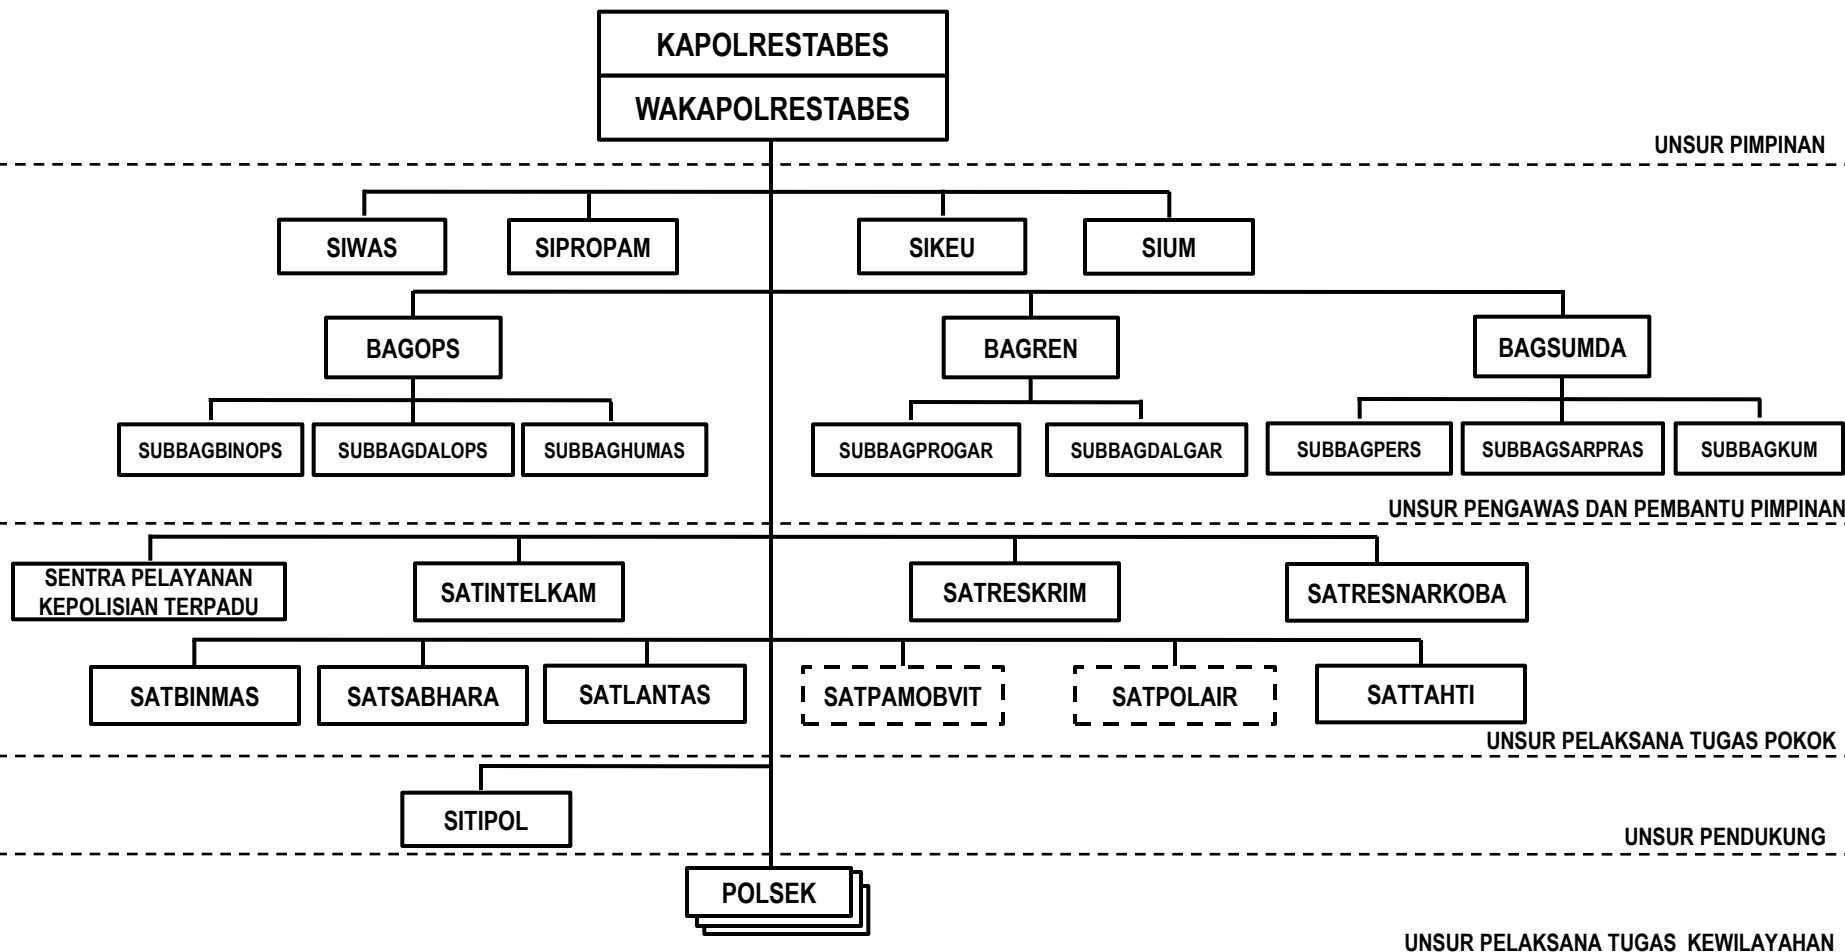 KAPOLRESTABES
WAKAPOLRESTABES
UNSUR PIMPINAN
SIWAS
SIPROPAM
SIKEU
SIUM
BAGOPS
BAGREN
BAGSUMDA
SUBBAGBINOPS
SUBBAGDALOPS
SUBBAGHUMAS
SUBBAGPROGAR
SUBBAGDALGAR
SUBBAGPERS
SUBBAGSARPRAS
SUBBAGKUM
UNSUR PENGAWAS DAN PEMBANTU PIMPINAN
SENTRA PELAYANAN
KEPOLISIAN TERPADU
SATINTELKAM
SATRESKRIM
SATRESNARKOBA
SATBINMAS
SATSABHARA
SATLANTAS
SATPAMOBVIT
SATPOLAIR
SATTAHTI
UNSUR PELAKSANA TUGAS POKOK
SITIPOL
UNSUR PENDUKUNG
POLSEK
UNSUR PELAKSANA TUGAS KEWILAYAHAN